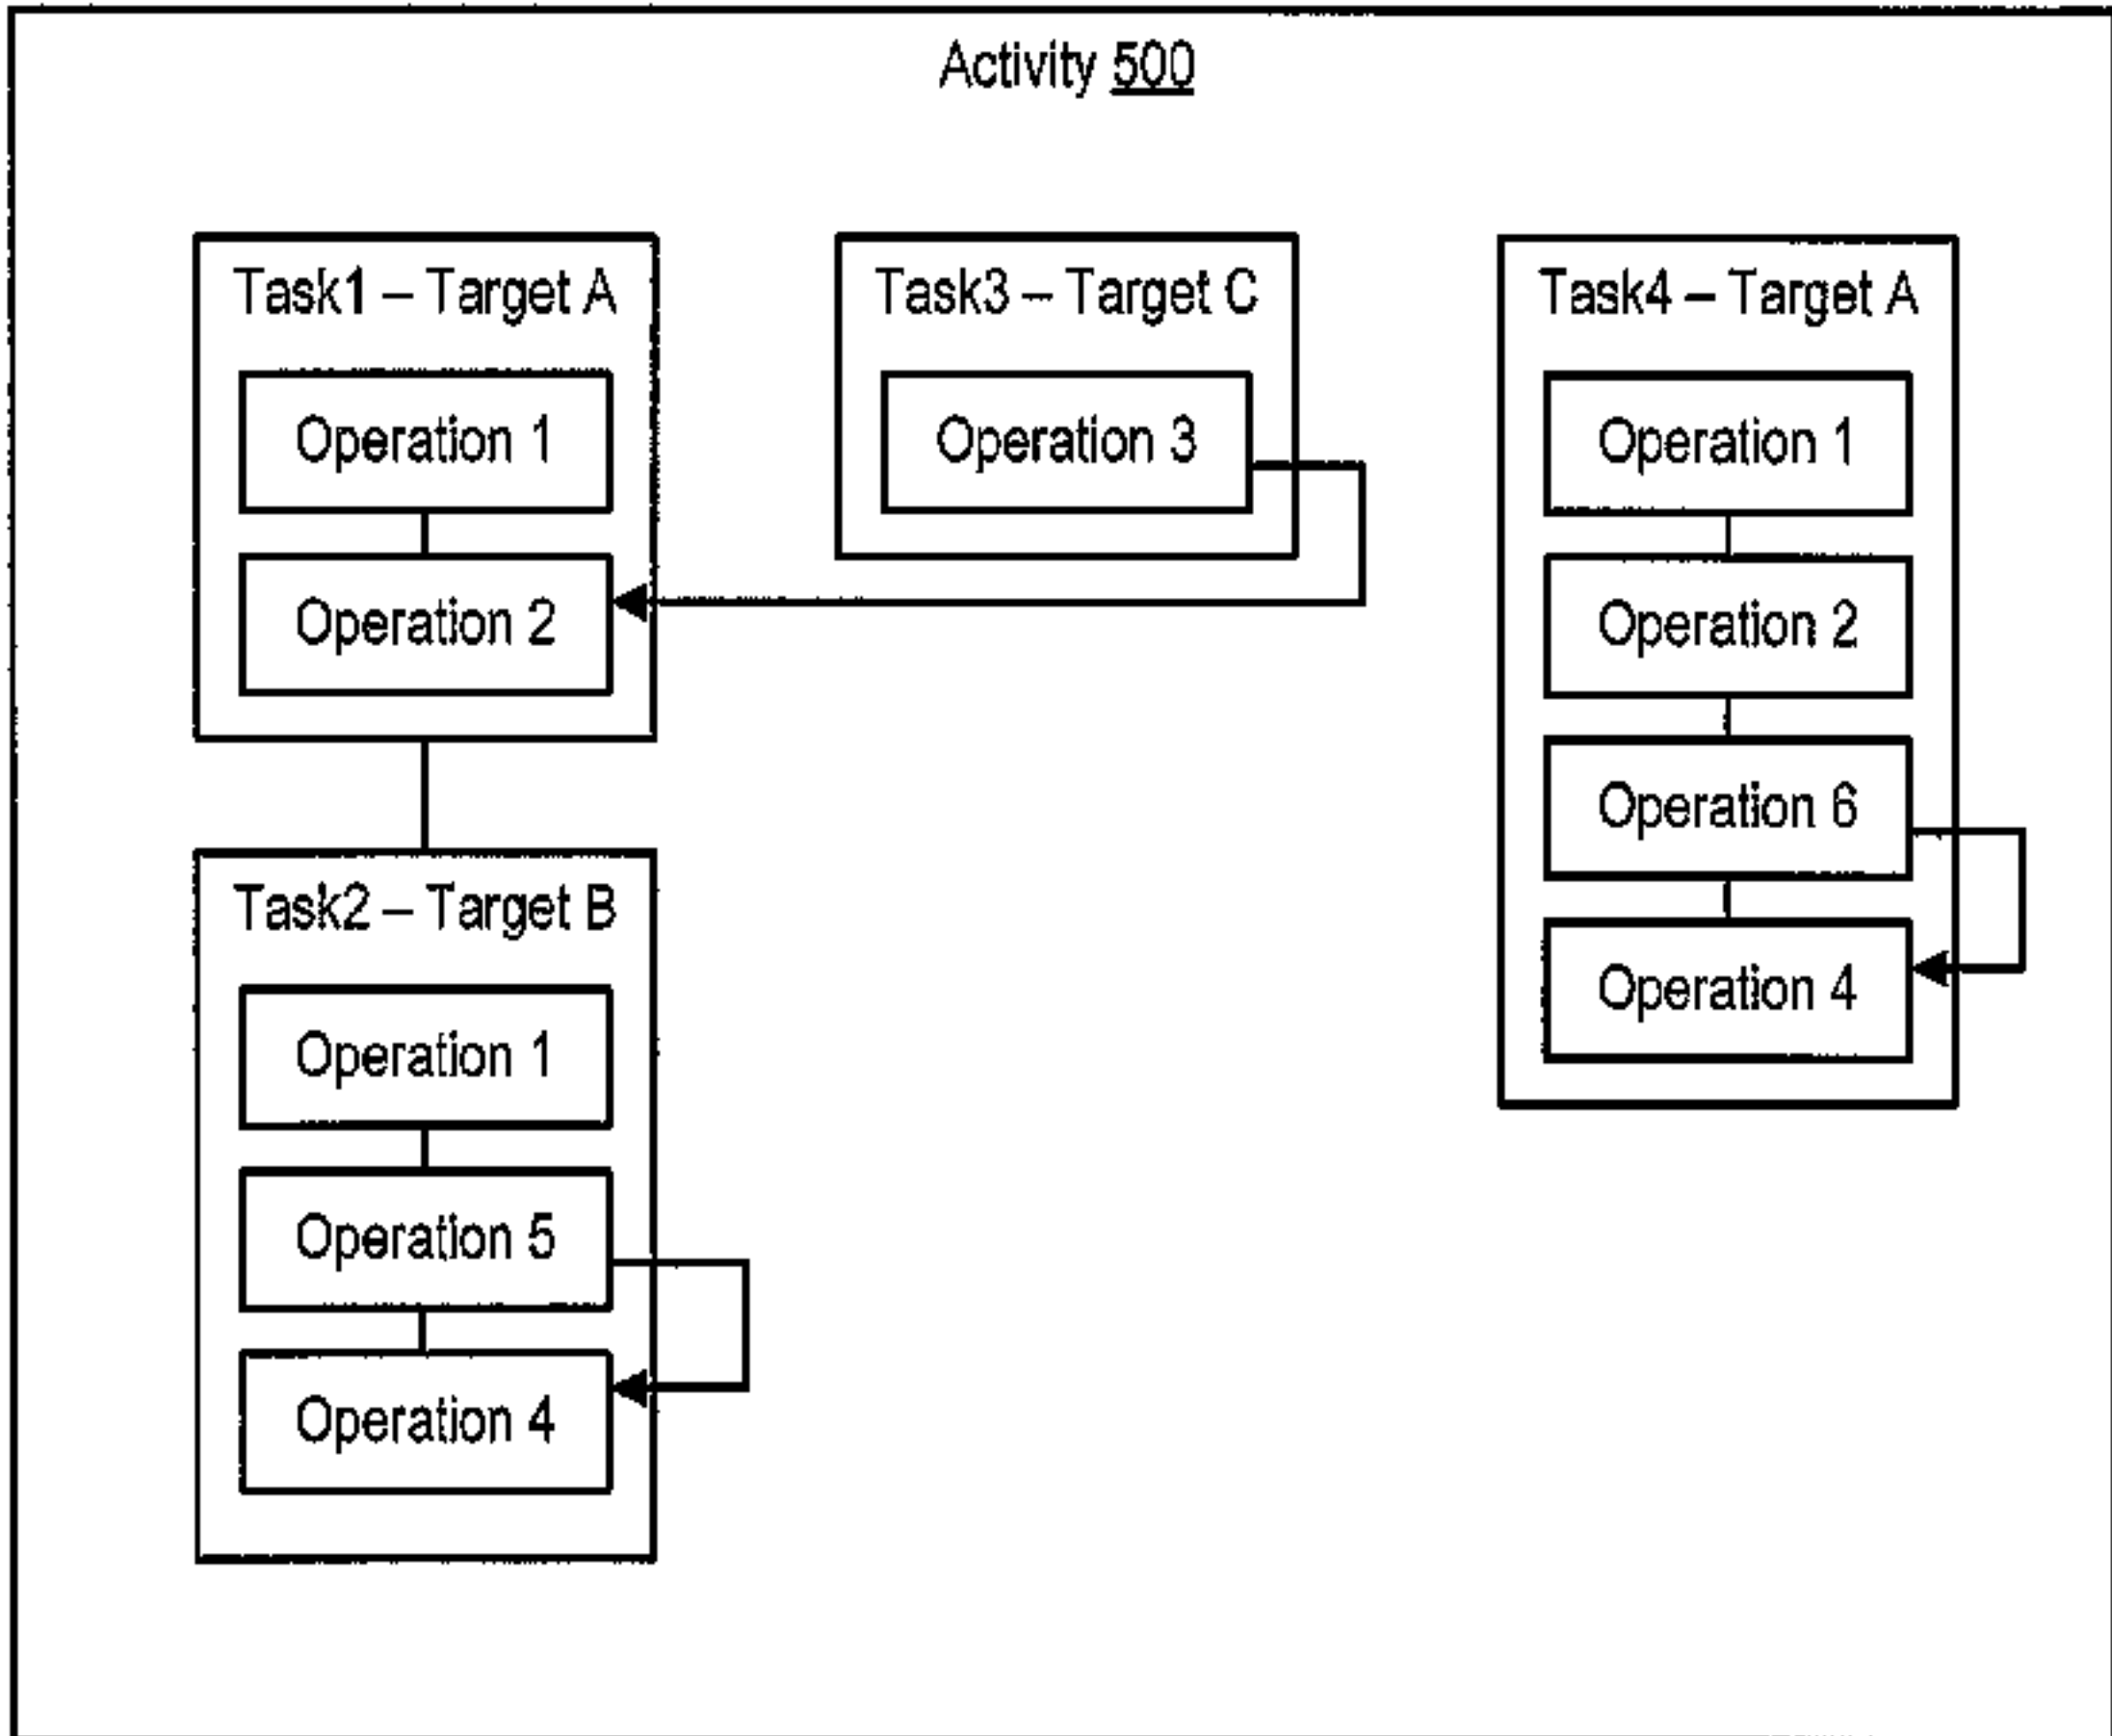 Activity 500
Task1 – Target A
Operation 1
Operation 2
Task3 – Target C
Operation 3
Task4 – Target A
Operation 1
Operation 2
Operation 6
Operation 4
Task2 – Target B
Operation 1
Operation 5
Operation 4